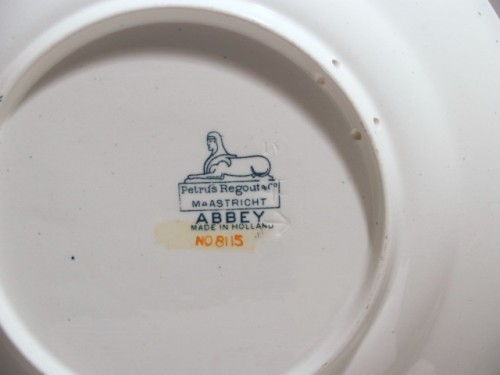 Petrus Regout & Co
MAASTRICHT
ABBEY
MADE IN HOLLAND
NO 8115